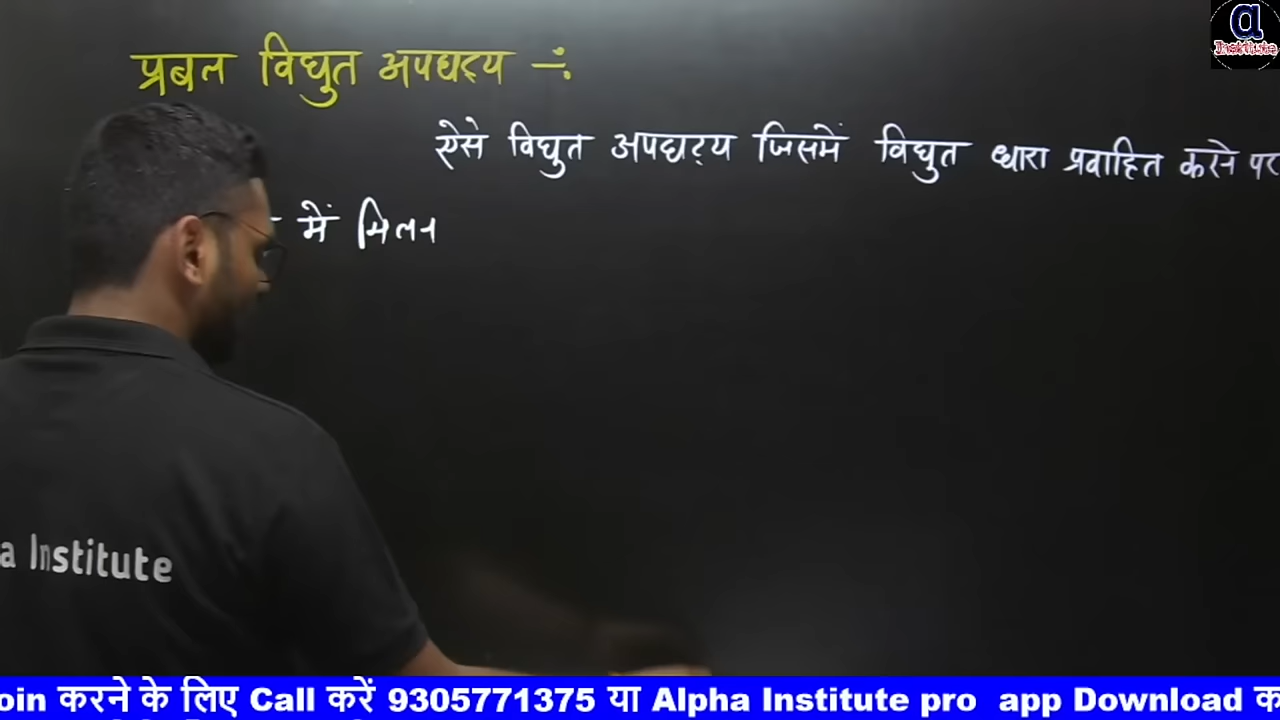 α
Institute
प्रबल विद्युत अपघट्य -:
ऐसे विद्युत अपघट्य जिसमें विद्युत धारा प्रवाहित करने पर
में
a Institute
oin करने के लिए Call करें 9305771375 या Alpha Institute pro app Download क